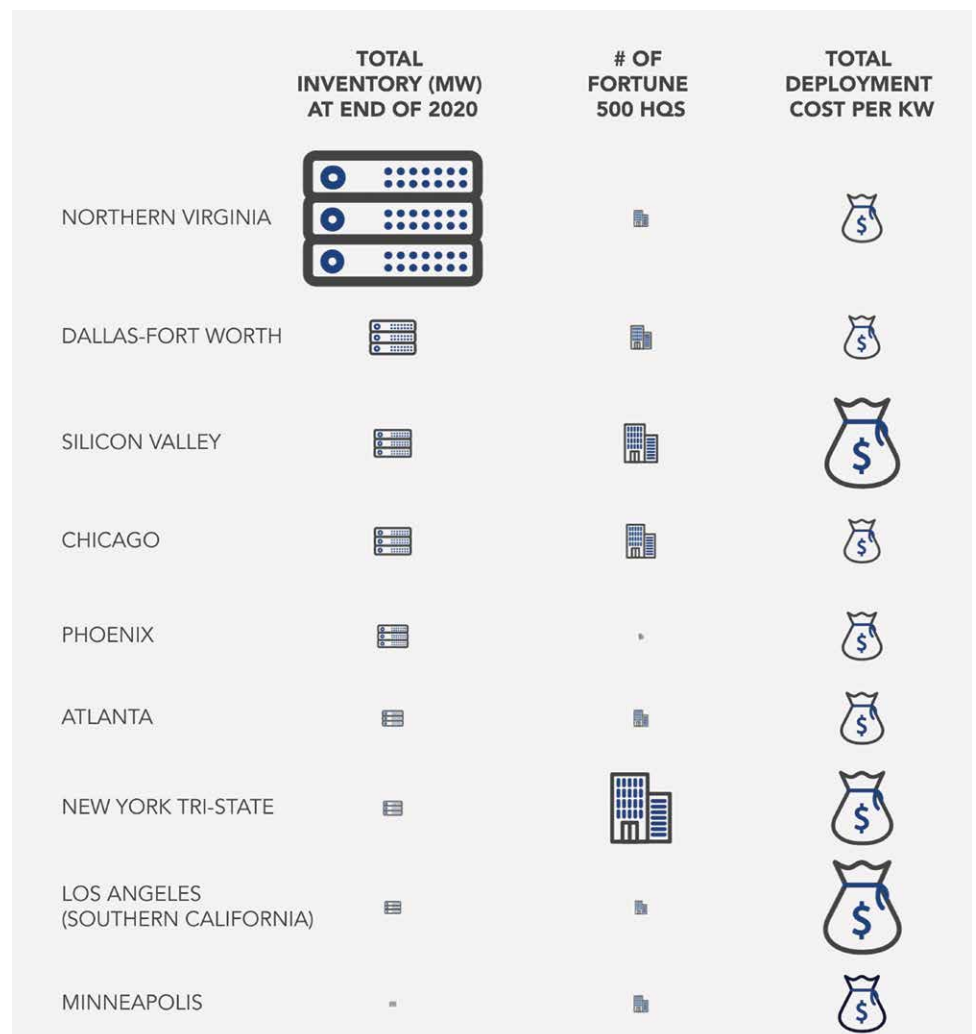 TOTAL
INVENTORY (MW)
AT END OF 2020
# OF
FORTUNE
500 HQS
TOTAL
DEPLOYMENT
COST PER KW
NORTHERN VIRGINIA
$
DALLAS-FORT WORTH
$
SILICON VALLEY
$
CHICAGO
$
PHOENIX
$
ATLANTA
$
NEW YORK TRI-STATE
$
LOS ANGELES
(SOUTHERN CALIFORNIA)
$
MINNEAPOLIS
$